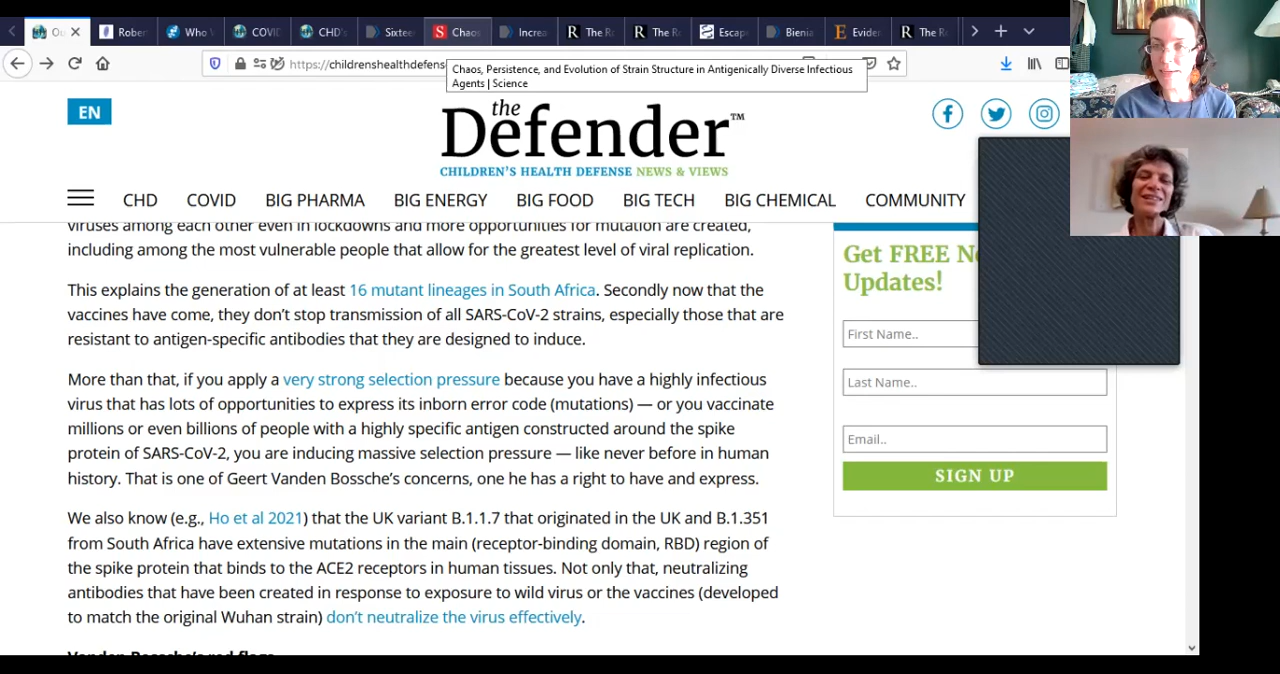 Ou
Rober
Who V
COVI
CHD's
Sixtee
Chaos
Increa
The R
The R
Escap
Bienia
Eviden
The R
https://childrenshealthdefens
Chaos, Persistence, and Evolution of Strain Structure in Antigenically Diverse Infectious
Agents | Science
EN
the
Defender™
CHILDREN'S HEALTH DEFENSE NEWS & VIEWS
CHD COVID BIG PHARMA BIG ENERGY BIG FOOD BIG TECH BIG CHEMICAL COMMUNITY
viruses among each other even in lockdowns and more opportunities for mutation are created,
including among the most vulnerable people that allow for the greatest level of viral replication.
This explains the generation of at least 16 mutant lineages in South Africa. Secondly now that the
vaccines have come, they don't stop transmission of all SARS-CoV-2 strains, especially those that are
resistant to antigen-specific antibodies that they are designed to induce.
More than that, if you apply a very strong selection pressure because you have a highly infectious
virus that has lots of opportunities to express its inborn error code (mutations) — or you vaccinate
millions or even billions of people with a highly specific antigen constructed around the spike
protein of SARS-CoV-2, you are inducing massive selection pressure — like never before in human
history. That is one of Geert Vanden Bossche's concerns, one he has a right to have and express.
We also know (e.g., Ho et al 2021) that the UK variant B.1.1.7 that originated in the UK and B.1.351
from South Africa have extensive mutations in the main (receptor-binding domain, RBD) region of
the spike protein that binds to the ACE2 receptors in human tissues. Not only that, neutralizing
antibodies that have been created in response to exposure to wild virus or the vaccines (developed
to match the original Wuhan strain) don't neutralize the virus effectively.
Vanden Bossche's red flags
Get FREE Ne
Updates!
First Name..
Last Name..
Email..
SIGN UP